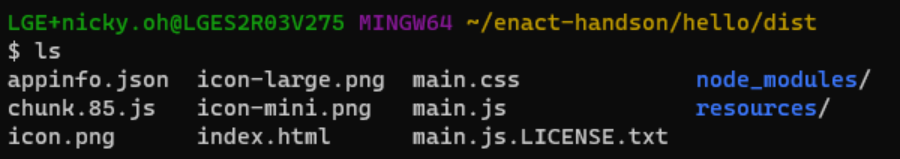 LGE+nicky.oh@LGES2R03V275 MINGW64 ~/enact-handson/hello/dist
$ ls
appinfo.json  icon-large.png  main.css             node_modules/
chunk.85.js   icon-mini.png   main.js              resources/
icon.png      index.html      main.js.LICENSE.txt